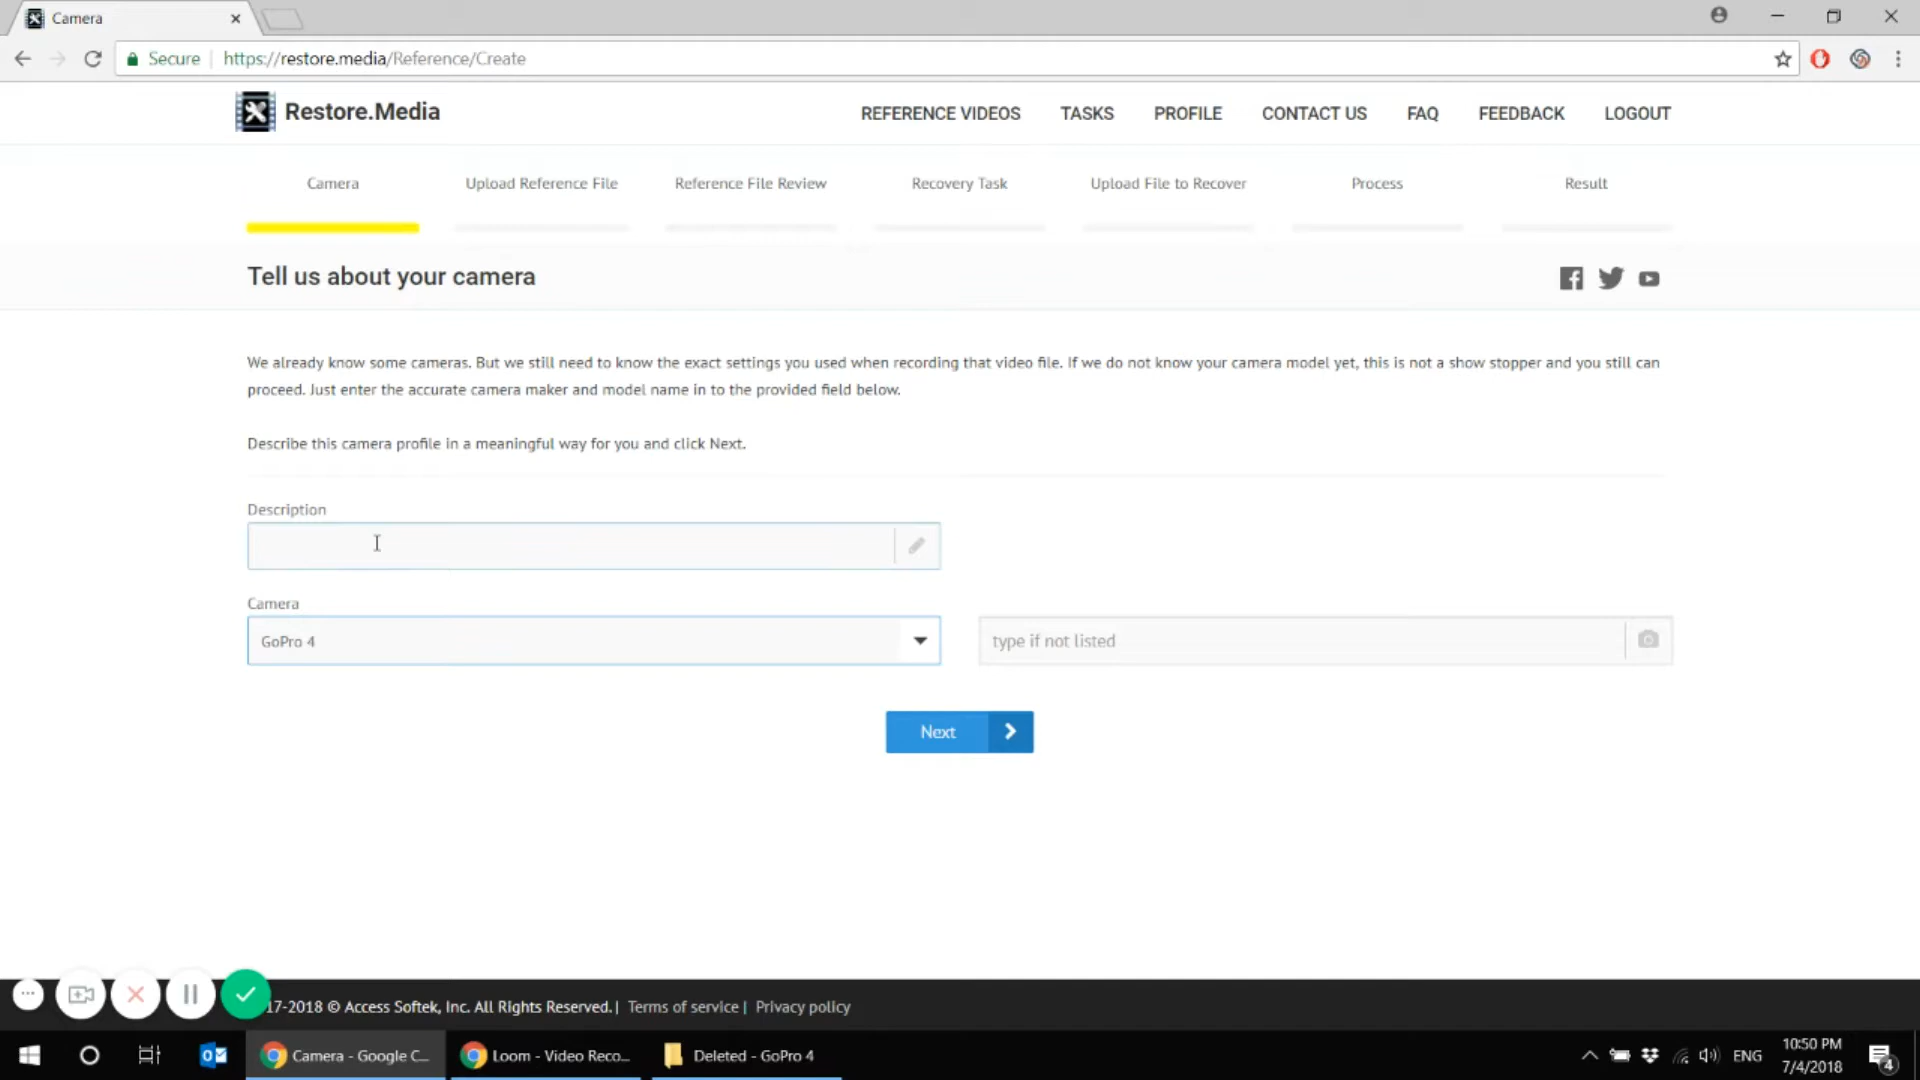 Camera
Secure
https://restore.media/Reference/Create
Restore.Media
REFERENCE VIDEOS
TASKS
PROFILE
CONTACT US
FAQ
FEEDBACK
LOGOUT
Camera
Upload Reference File
Reference File Review
Recovery Task
Upload File to Recover
Process
Result
Tell us about your camera
We already know some cameras. But we still need to know the exact settings you used when recording that video file. If we do not know your camera model yet, this is not a show stopper and you still can
proceed. Just enter the accurate camera maker and model name in to the provided field below.
Describe this camera profile in a meaningful way for you and click Next.
Description
Camera
GoPro 4
type if not listed
Next
17-2018 © Access Softek, Inc. All Rights Reserved. | Terms of service | Privacy policy
Camera - Google C...
Loom - Video Reco...
Deleted - GoPro 4
ENG
10:50 PM
7/4/2018
4